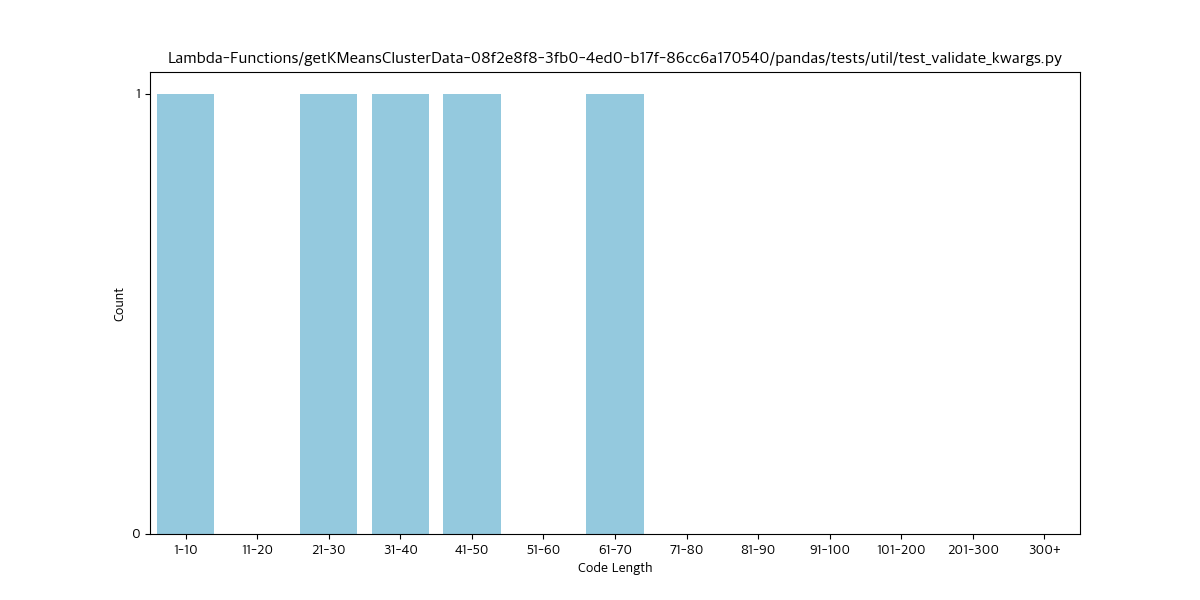 Lambda-Functions/getKMeansClusterData-08f2e8f8-3fb0-4ed0-b17f-86cc6a170540/pandas/tests/util/test_validate_kwargs.py
1
Count
0
1-10 11-20 21-30 31-40 41-50 51-60 61-70 71-80 81-90 91-100 101-200 201-300 300+
Code Length